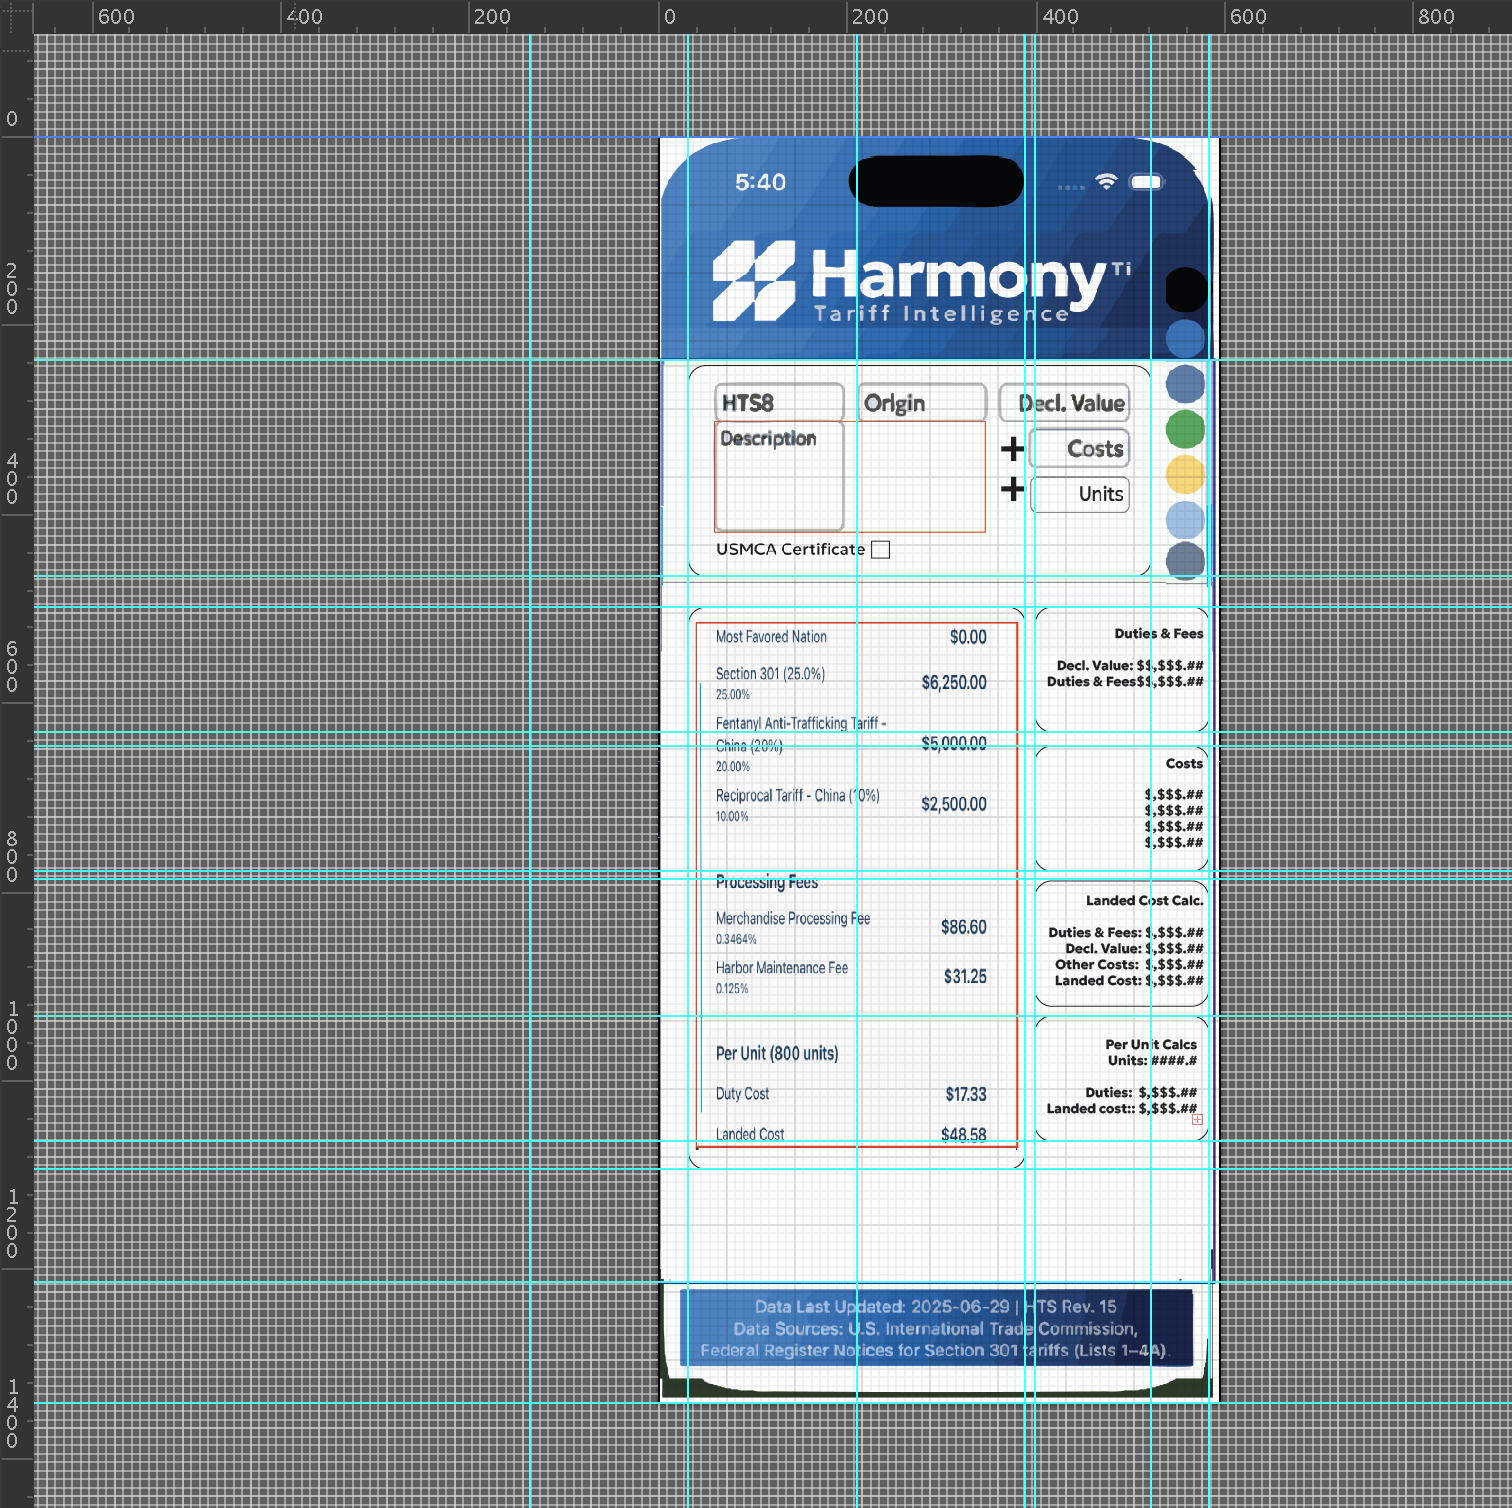 600 400 200 0 200 400 600 800
0
200
400
600
800
1000
1200
1400
5:40
Harmony Ti
Tariff Intelligence
HTS8
Origin
Decl. Value
Description
+ Costs
+ Units
USMCA Certificate
Most Favored Nation $0.00
Section 301 (25.0%)
25.00%
$6,250.00
Fentanyl Anti-Trafficking Tariff -
China (20%)
20.00%
$5,000.00
Reciprocal Tariff - China (10%)
10.00%
$2,500.00
Processing Fees
Merchandise Processing Fee
0.3464%
$86.60
Harbor Maintenance Fee
0.125%
$31.25
Per Unit (800 units)
Duty Cost $17.33
Landed Cost $48.58
Duties & Fees
Decl. Value: $$,$$$.##
Duties & Fees$$,$$$.##
Costs
$,$$$.##
$,$$$.##
$,$$$.##
$,$$$.##
Landed Cost Calc.
Duties & Fees: $,$$$.##
Decl. Value: $,$$$.##
Other Costs: $,$$$.##
Landed Cost: $,$$$.##
Per Unit Calcs
Units: ####.#
Duties: $,$$$.##
Landed cost:: $,$$$.##
Data Last Updated: 2025-06-29 | HTS Rev. 15
Data Sources: U.S. International Trade Commission,
Federal Register Notices for Section 301 tariffs (Lists 1–4A).